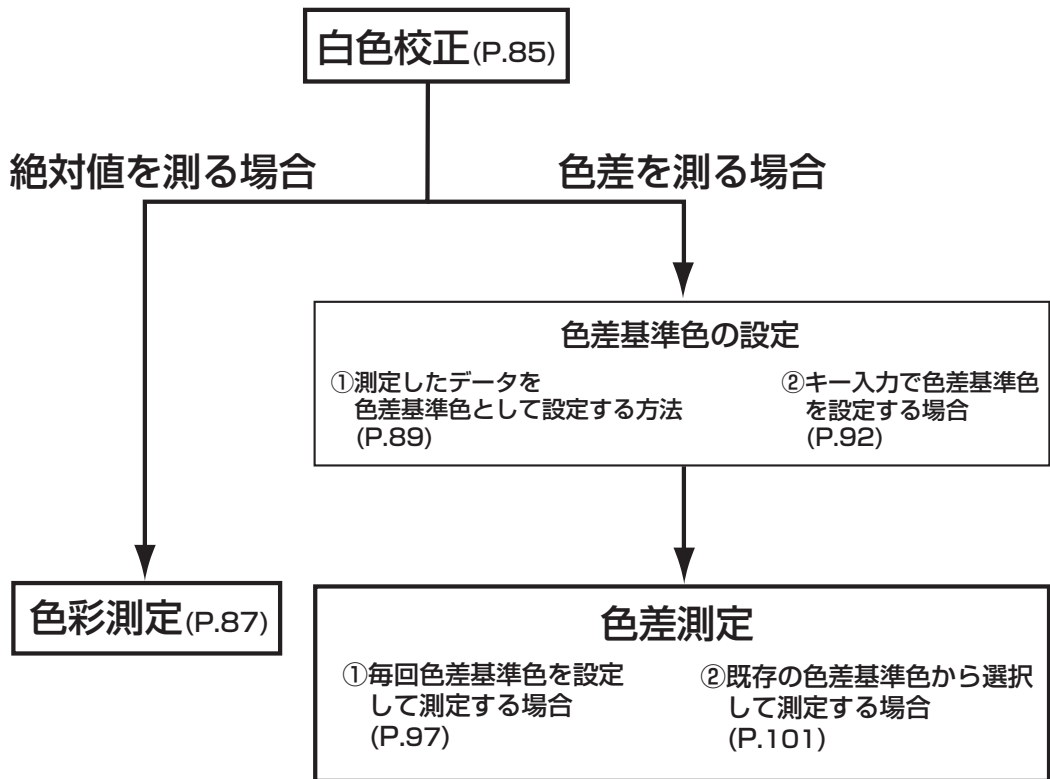 白色校正(P.85)
絶対値を測る場合
色差を測る場合
色差基準色の設定
①測定したデータを
色差基準色として設定する方法
(P.89)
②キー入力で色差基準色
を設定する場合
(P.92)
色彩測定(P.87)
色差測定
①毎回色差基準色を設定
して測定する場合
(P.97)
②既存の色差基準色から選択
して測定する場合
(P.101)